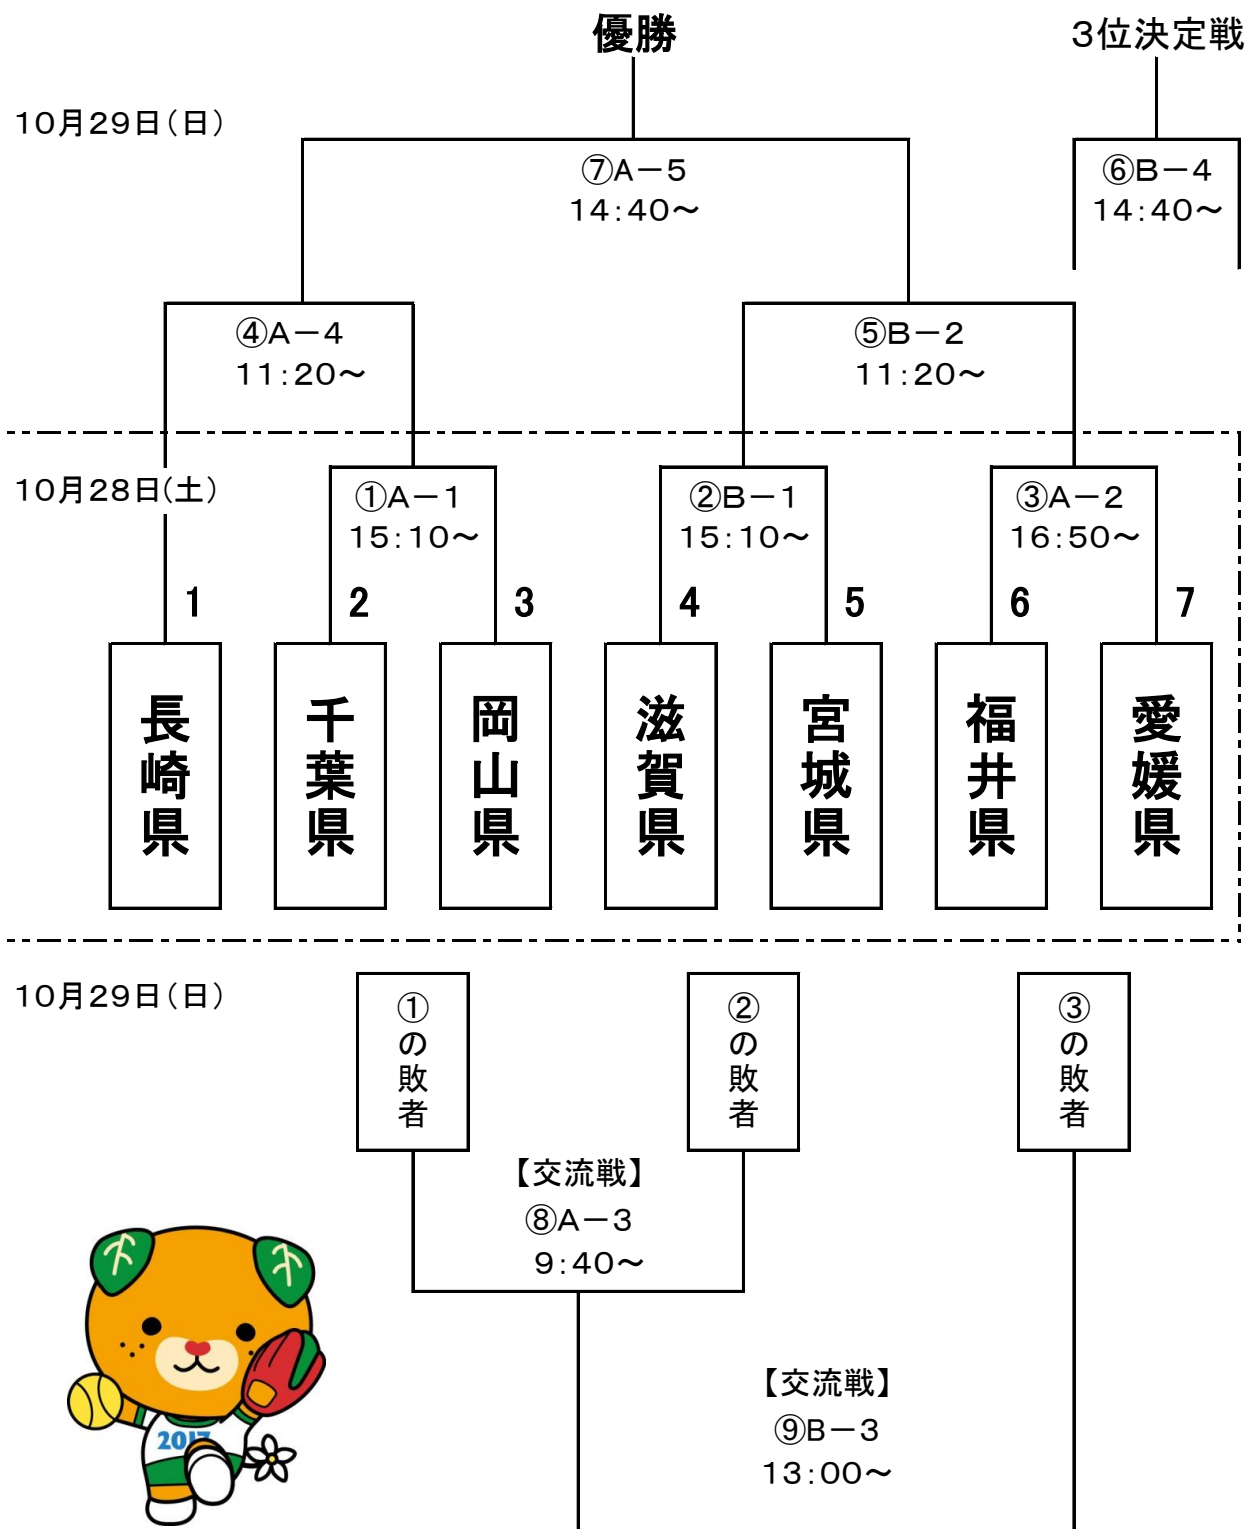 優勝
３位決定戦
１０月２９日（日）
⑦Ａ－５
１４：４０～
⑥Ｂ－４
１４：４０～
④Ａ－４
１１：２０～
⑤Ｂ－２
１１：２０～
１０月２８日（土）
①Ａ－１
１５：１０～
②Ｂ－１
１５：１０～
③Ａ－２
１６：５０～
1
2
3
4
5
6
7
長崎県
千葉県
岡山県
滋賀県
宮城県
福井県
愛媛県
１０月２９日（日）
①の敗者
②の敗者
③の敗者
【交流戦】
⑧Ａ－３
９：４０～
【交流戦】
⑨Ｂ－３
１３：００～
2017